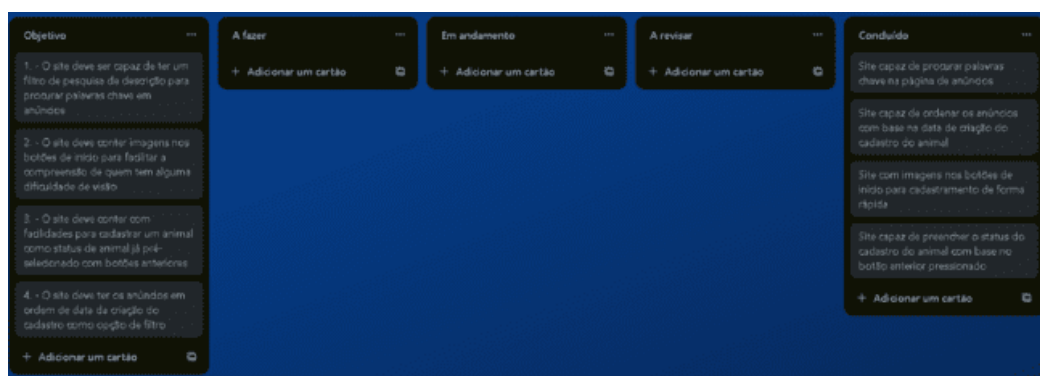 Objetivo
1. - O site deve ser capaz de ter um
filtro de pesquisa de descrição para
procurar palavras chave em
anúncios
2. - O site deve conter imagens nos
botões de início para facilitar a
compreensão de quem tem alguma
dificuldade de visão
3. - O site deve conter com
facilidades para cadastrar um animal
como status de animal já pré-
selecionado com botões anteriores
4. - O site deve ter os anúncios em
ordem de data da criação do
cadastro como opção de filtro
+ Adicionar um cartão
A fazer
+ Adicionar um cartão
Em andamento
+ Adicionar um cartão
A revisar
+ Adicionar um cartão
Concluído
Site capaz de procurar palavras
chave na página de anúncios
Site capaz de ordenar os anúncios
com base na data de criação do
cadastro do animal
Site com imagens nos botões de
início para cadastramento de forma
rápida
Site capaz de preencher o status do
cadastro do animal com base no
botão anterior pressionado
+ Adicionar um cartão